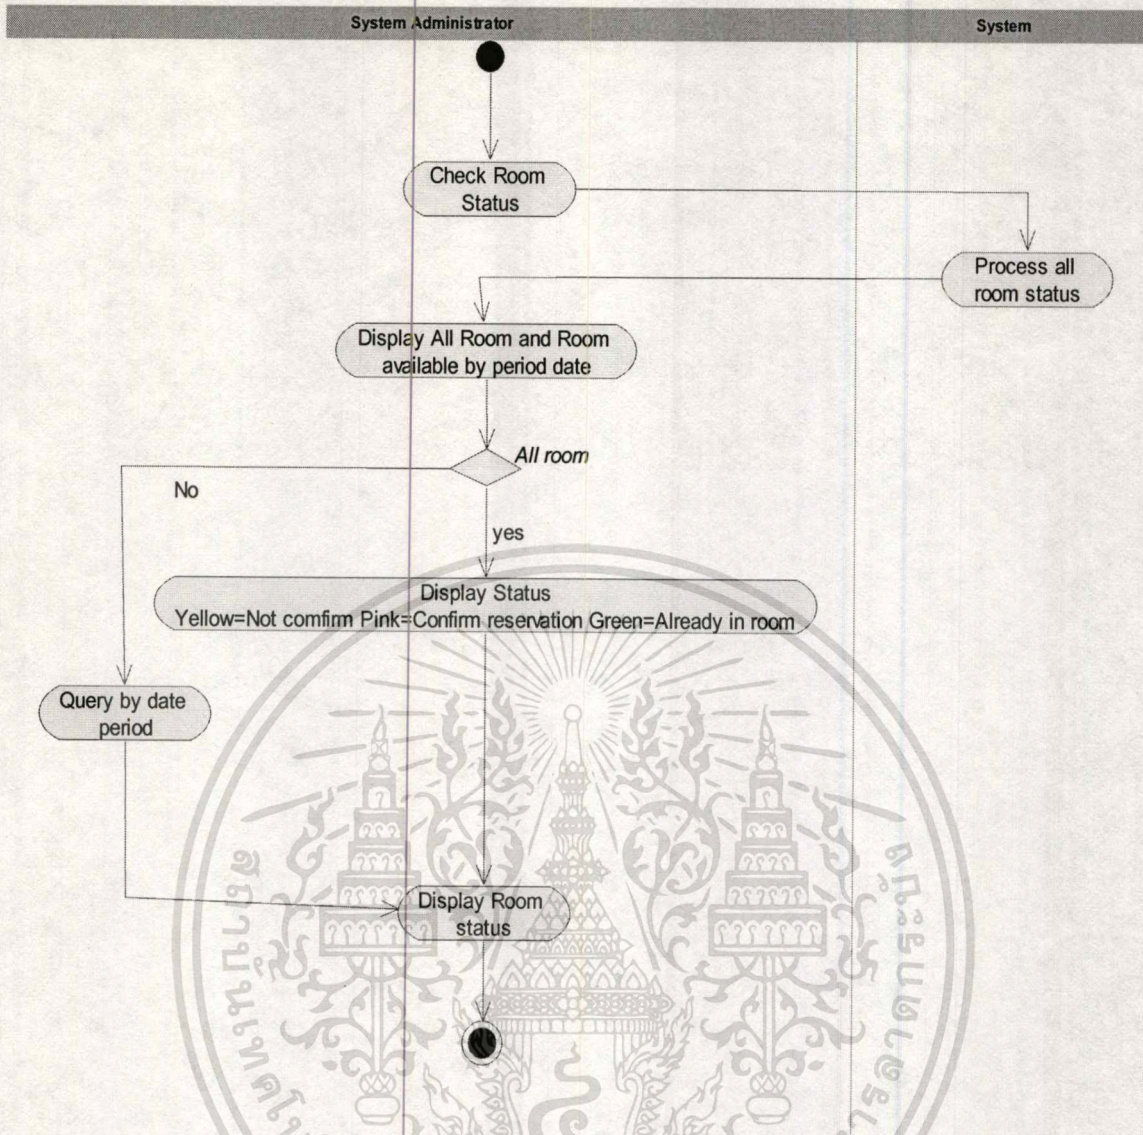 System Administrator
System
Check Room
Status
Process all
room status
Display All Room and Room
available by period date
All room
No
yes
Display Status
Yellow=Not comfirm Pink=Confirm reservation Green=Already in room
Query by date
period
Display Room
status